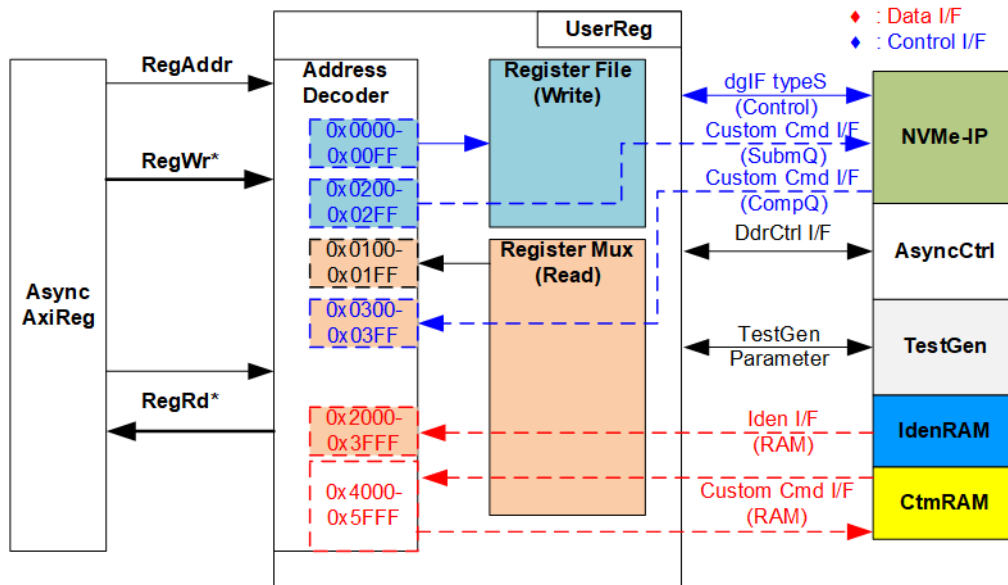 UserReg
♦ : Data I/F
♦ : Control I/F
RegAddr
RegWr*
Async
AxiReg
RegRd*
Address
Decoder
0x0000-
0x00FF
0x0200-
0x02FF
0x0100-
0x01FF
0x0300-
0x03FF
0x2000-
0x3FFF
0x4000-
0x5FFF
Register File
(Write)
Register Mux
(Read)
dgIF typeS
(Control)
Custom Cmd I/F
(SubmQ)
Custom Cmd I/F
(CompQ)
DdrCtrl I/F
TestGen
Parameter
Iden I/F
(RAM)
Custom Cmd I/F
(RAM)
NVMe-IP
AsyncCtrl
TestGen
IdenRAM
CtmRAM